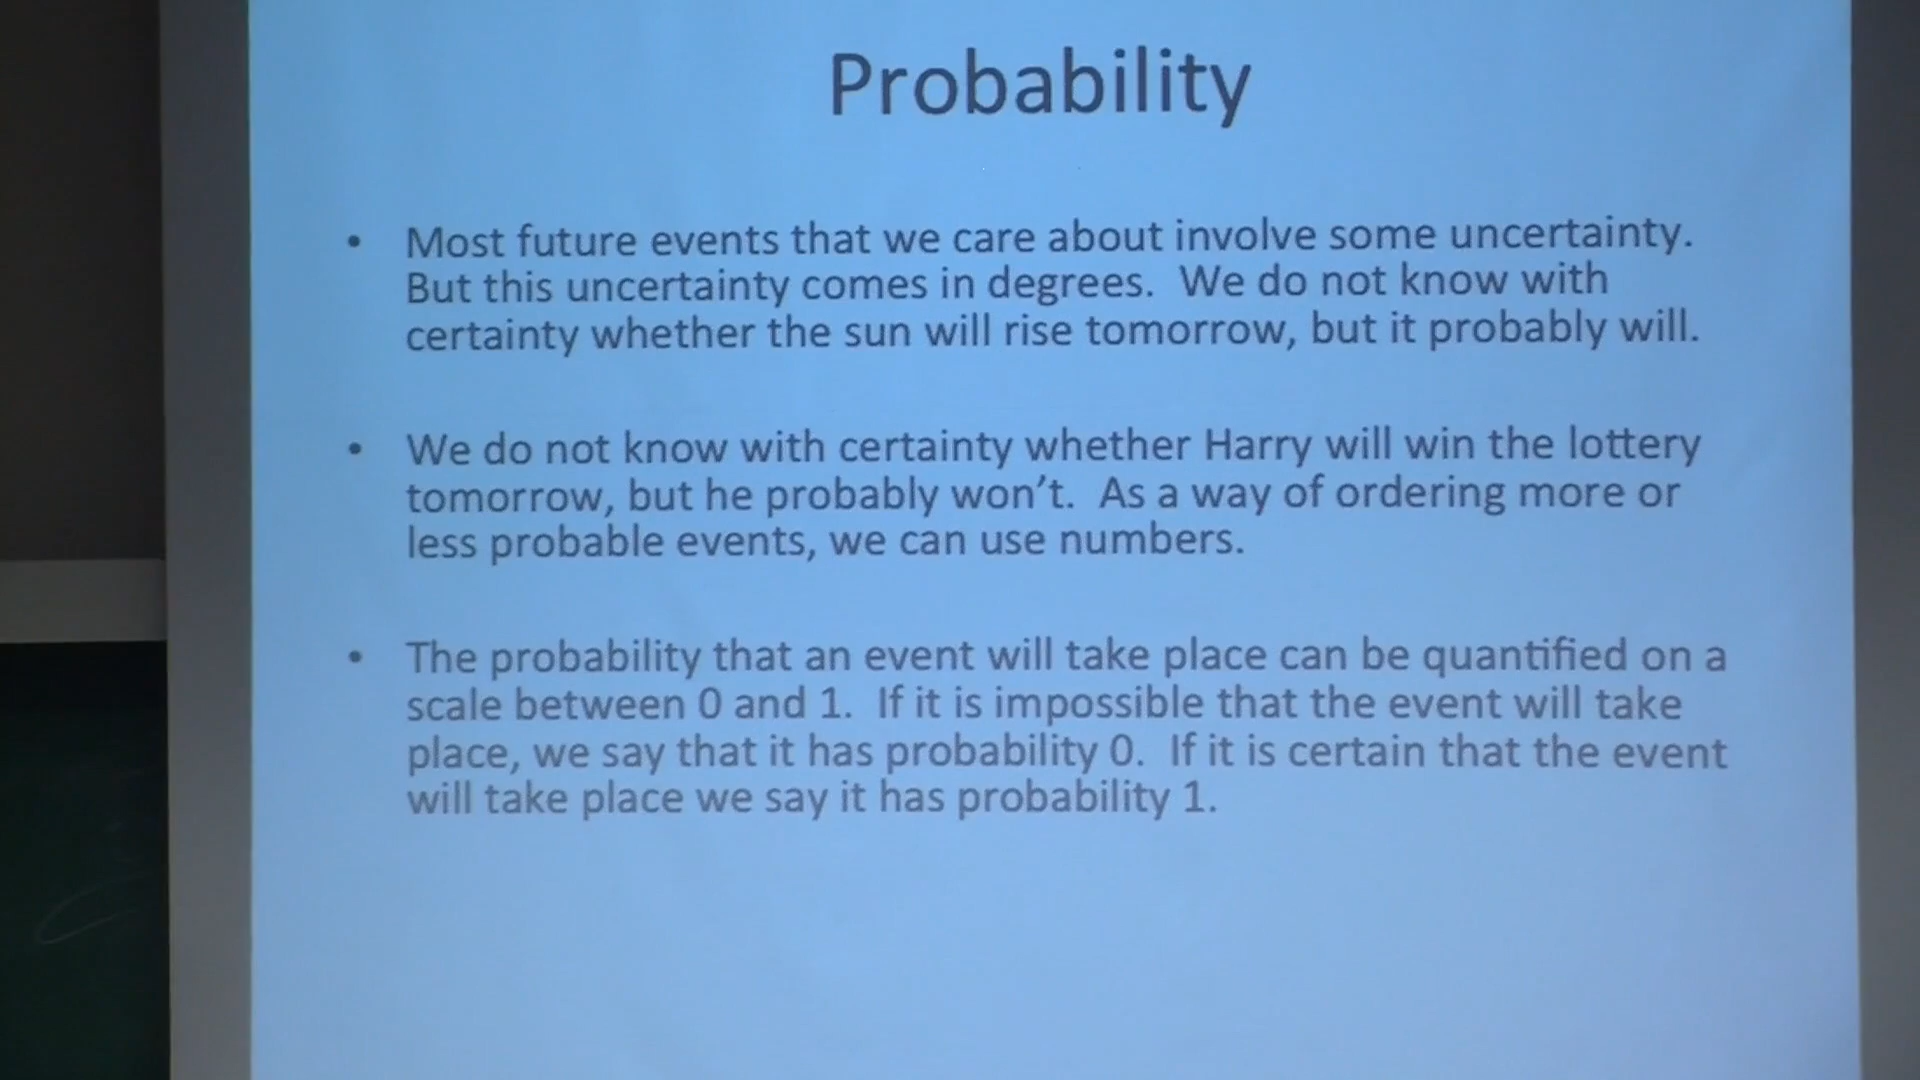 Probability
• Most future events that we care about involve some uncertainty.
But this uncertainty comes in degrees.  We do not know with
certainty whether the sun will rise tomorrow, but it probably will.
• We do not know with certainty whether Harry will win the lottery
tomorrow, but he probably won’t.  As a way of ordering more or
less probable events, we can use numbers.
• The probability that an event will take place can be quantified on a
scale between 0 and 1.  If it is impossible that the event will take
place, we say that it has probability 0.  If it is certain that the event
will take place we say it has probability 1.